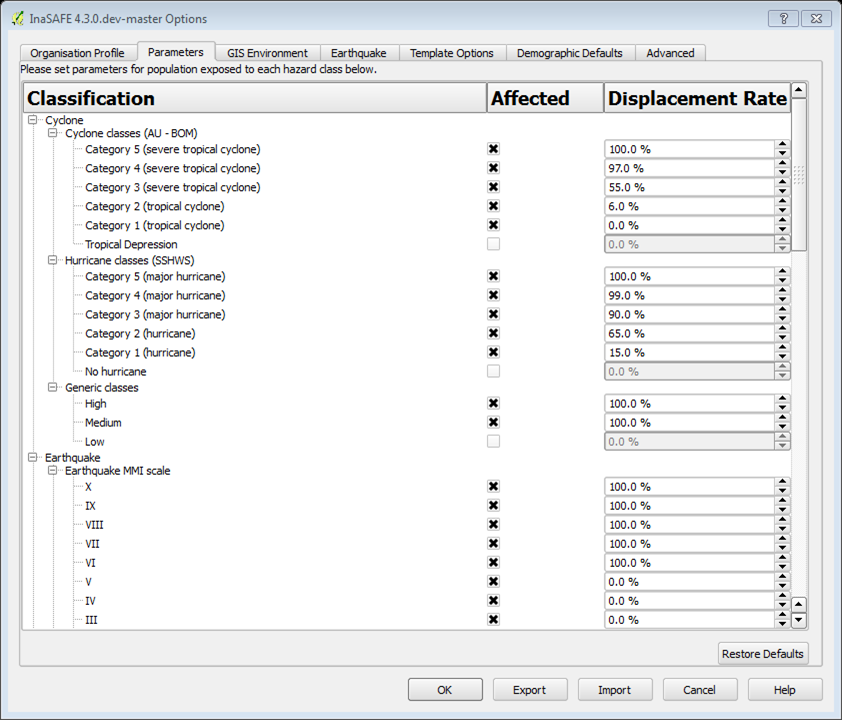 InaSAFE 4.3.0.dev-master Options
Organisation Profile Parameters GIS Environment Earthquake Template Options Demographic Defaults Advanced
Please set parameters for population exposed to each hazard class below.
Classification Affected Displacement Rate
Cyclone
Cyclone classes (AU - BOM)
Category 5 (severe tropical cyclone) 100.0 %
Category 4 (severe tropical cyclone) 97.0 %
Category 3 (severe tropical cyclone) 55.0 %
Category 2 (tropical cyclone) 6.0 %
Category 1 (tropical cyclone) 0.0 %
Tropical Depression 0.0 %
Hurricane classes (SSHWS)
Category 5 (major hurricane) 100.0 %
Category 4 (major hurricane) 99.0 %
Category 3 (major hurricane) 90.0 %
Category 2 (hurricane) 65.0 %
Category 1 (hurricane) 15.0 %
No hurricane 0.0 %
Generic classes
High 100.0 %
Medium 100.0 %
Low 0.0 %
Earthquake
Earthquake MMI scale
X 100.0 %
IX 100.0 %
VIII 100.0 %
VII 100.0 %
VI 100.0 %
V 0.0 %
IV 0.0 %
III 0.0 %
Restore Defaults
OK Export Import Cancel Help